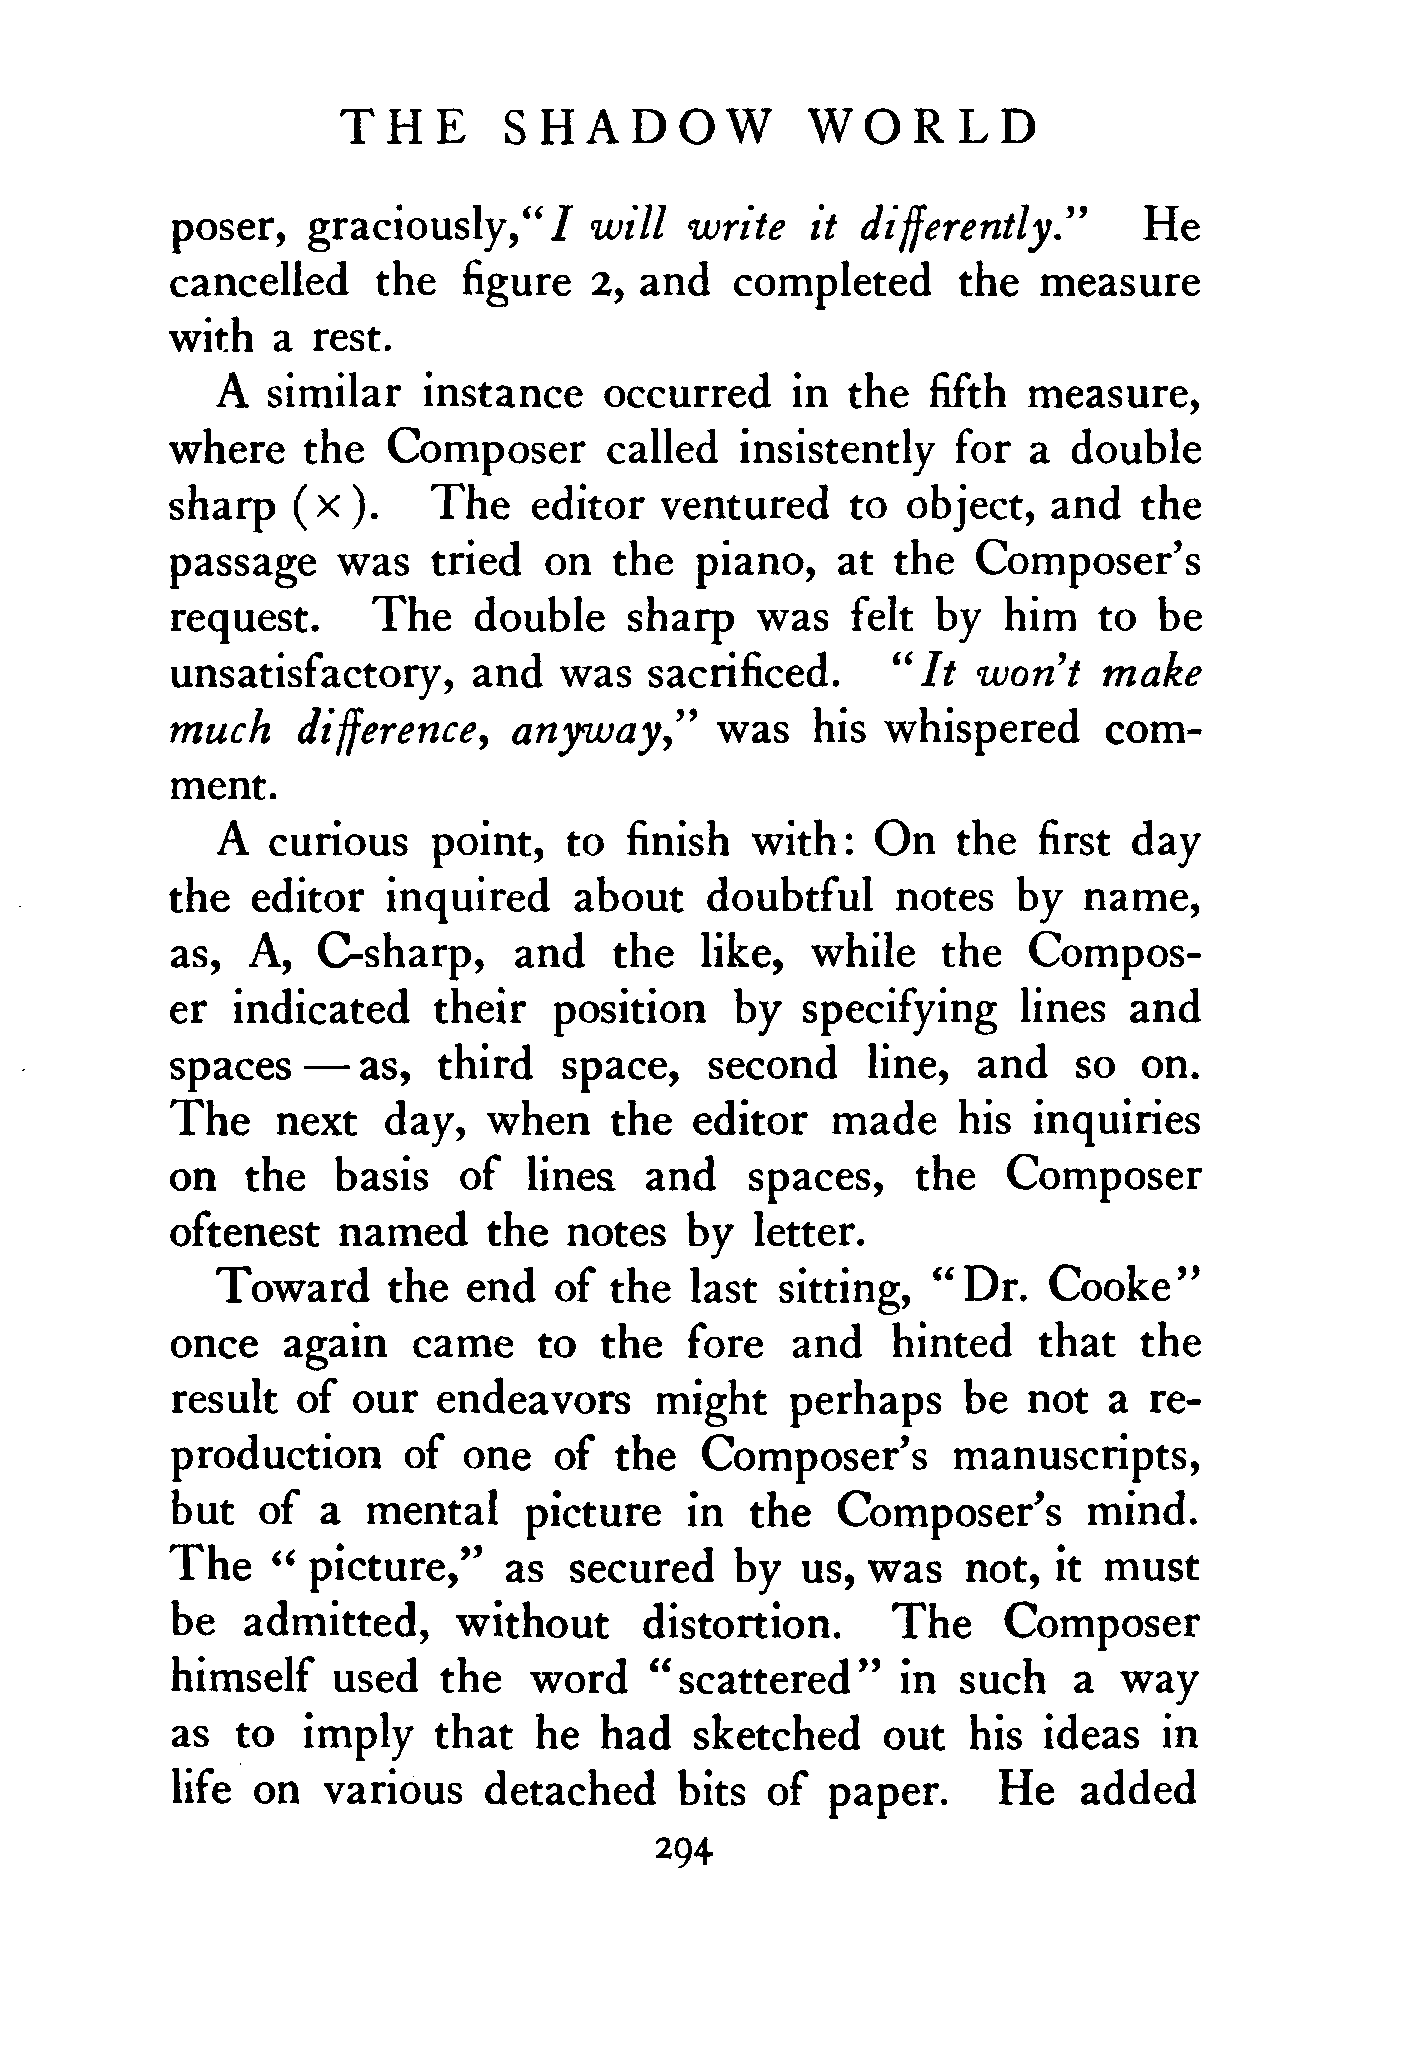 THE SHADOW WORLD
poser, graciously, “I will write it differently.” He
cancelled the figure 2, and completed the measure
with a rest.
A similar instance occurred in the fifth measure,
where the Composer called insistently for a double
sharp (×). The editor ventured to object, and the
passage was tried on the piano, at the Composer’s
request. The double sharp was felt by him to be
unsatisfactory, and was sacrificed. “It won’t make
much difference, anyway,” was his whispered com-
ment.
A curious point, to finish with: On the first day
the editor inquired about doubtful notes by name,
as, A, C-sharp, and the like, while the Compos-
er indicated their position by specifying lines and
spaces — as, third space, second line, and so on.
The next day, when the editor made his inquiries
on the basis of lines and spaces, the Composer
oftenest named the notes by letter.
Toward the end of the last sitting, “Dr. Cooke”
once again came to the fore and hinted that the
result of our endeavors might perhaps be not a re-
production of one of the Composer’s manuscripts,
but of a mental picture in the Composer’s mind.
The “picture,” as secured by us, was not, it must
be admitted, without distortion. The Composer
himself used the word “scattered” in such a way
as to imply that he had sketched out his ideas in
life on various detached bits of paper. He added
294